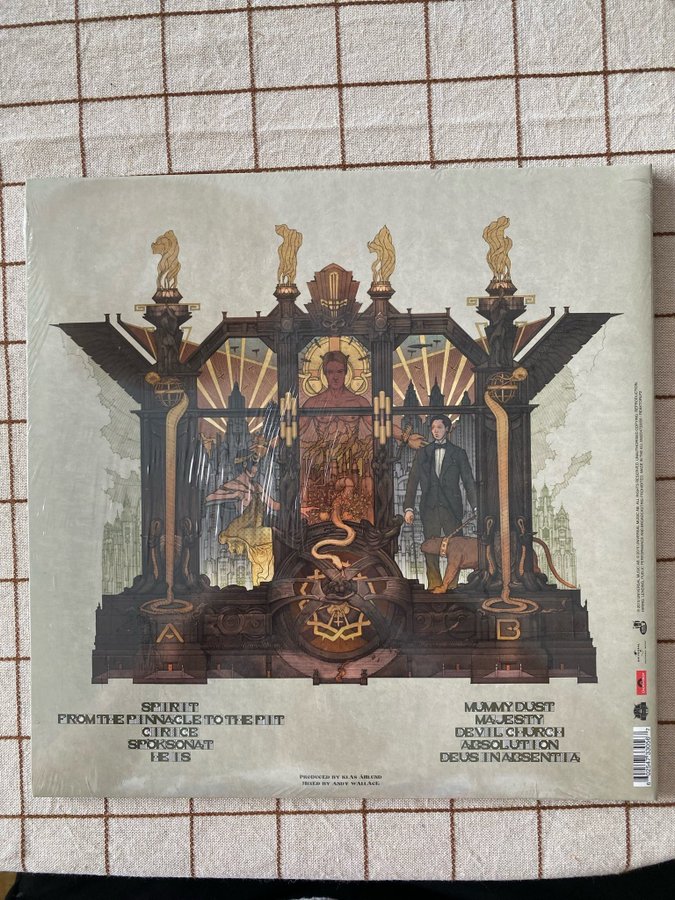 A
B
SPIRIT
FROM THE PINNACLE TO THE PIT
CIRICE
SPÖKSONAT
HE IS
MUMMY DUST
MAJESTY
DEVIL CHURCH
ABSOLUTION
DEUS IN ABSENTIA
PRODUCED BY KLAS ÅHLUND
MIXED BY ANDY WALLACE